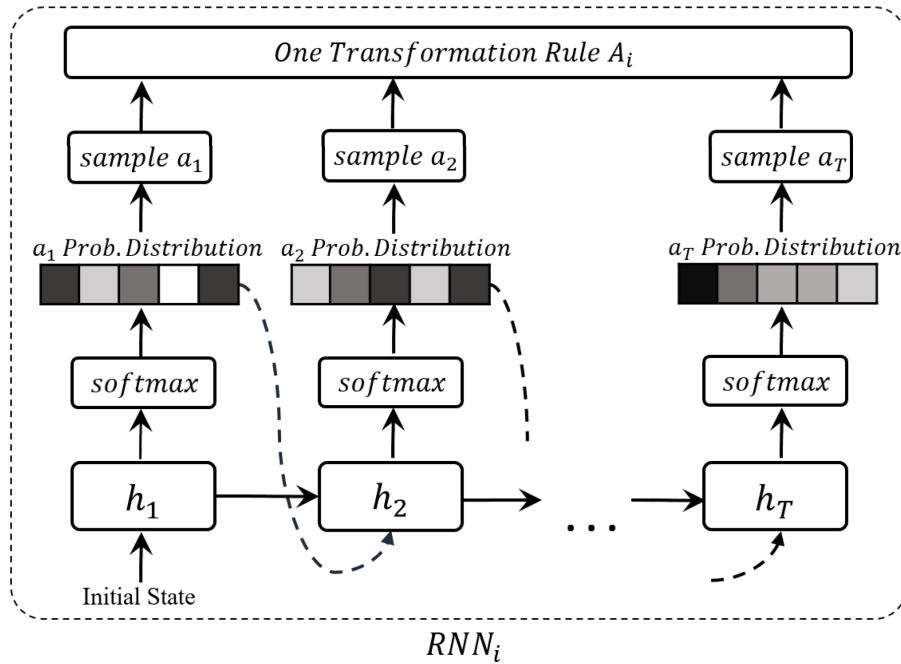 One Transformation Rule A_i
sample a_1
sample a_2
sample a_T
a_1 Prob. Distribution
a_2 Prob. Distribution
a_T Prob. Distribution
softmax
softmax
softmax
h_1
h_2
...
h_T
Initial State
RNN_i